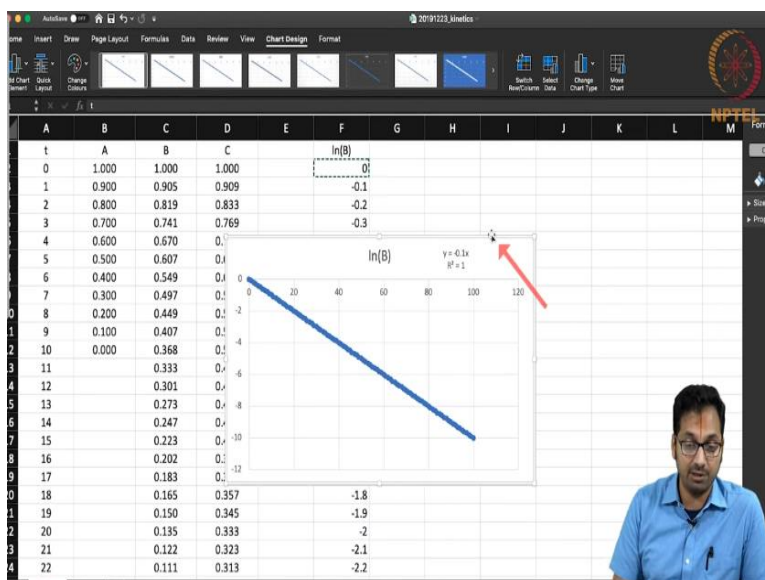 AutoSave
20191223_kinetics
Insert Draw Page Layout Formulas Data Review View Chart Design Format
Quick Layout
Change Colours
Switch Row/Column
Select Data
Change Chart Type
Move Chart
NPTEL
fx t
A B C D E F G H I J K L M
t A B C ln(B)
0 1.000 1.000 1.000 0
1 0.900 0.905 0.909 -0.1
2 0.800 0.819 0.833 -0.2
3 0.700 0.741 0.769 -0.3
4 0.600 0.670
5 0.500 0.607
6 0.400 0.549
7 0.300 0.497
8 0.200 0.449
9 0.100 0.407
10 0.000 0.368
11 0.333
12 0.301
13 0.273
14 0.247
15 0.223
16 0.202
17 0.183
18 0.165 0.357 -1.8
19 0.150 0.345 -1.9
20 0.135 0.333 -2
21 0.122 0.323 -2.1
22 0.111 0.313 -2.2
ln(B)
y = -0.1x
R² = 1
0 20 40 60 80 100 120
0
-2
-4
-6
-8
-10
-12